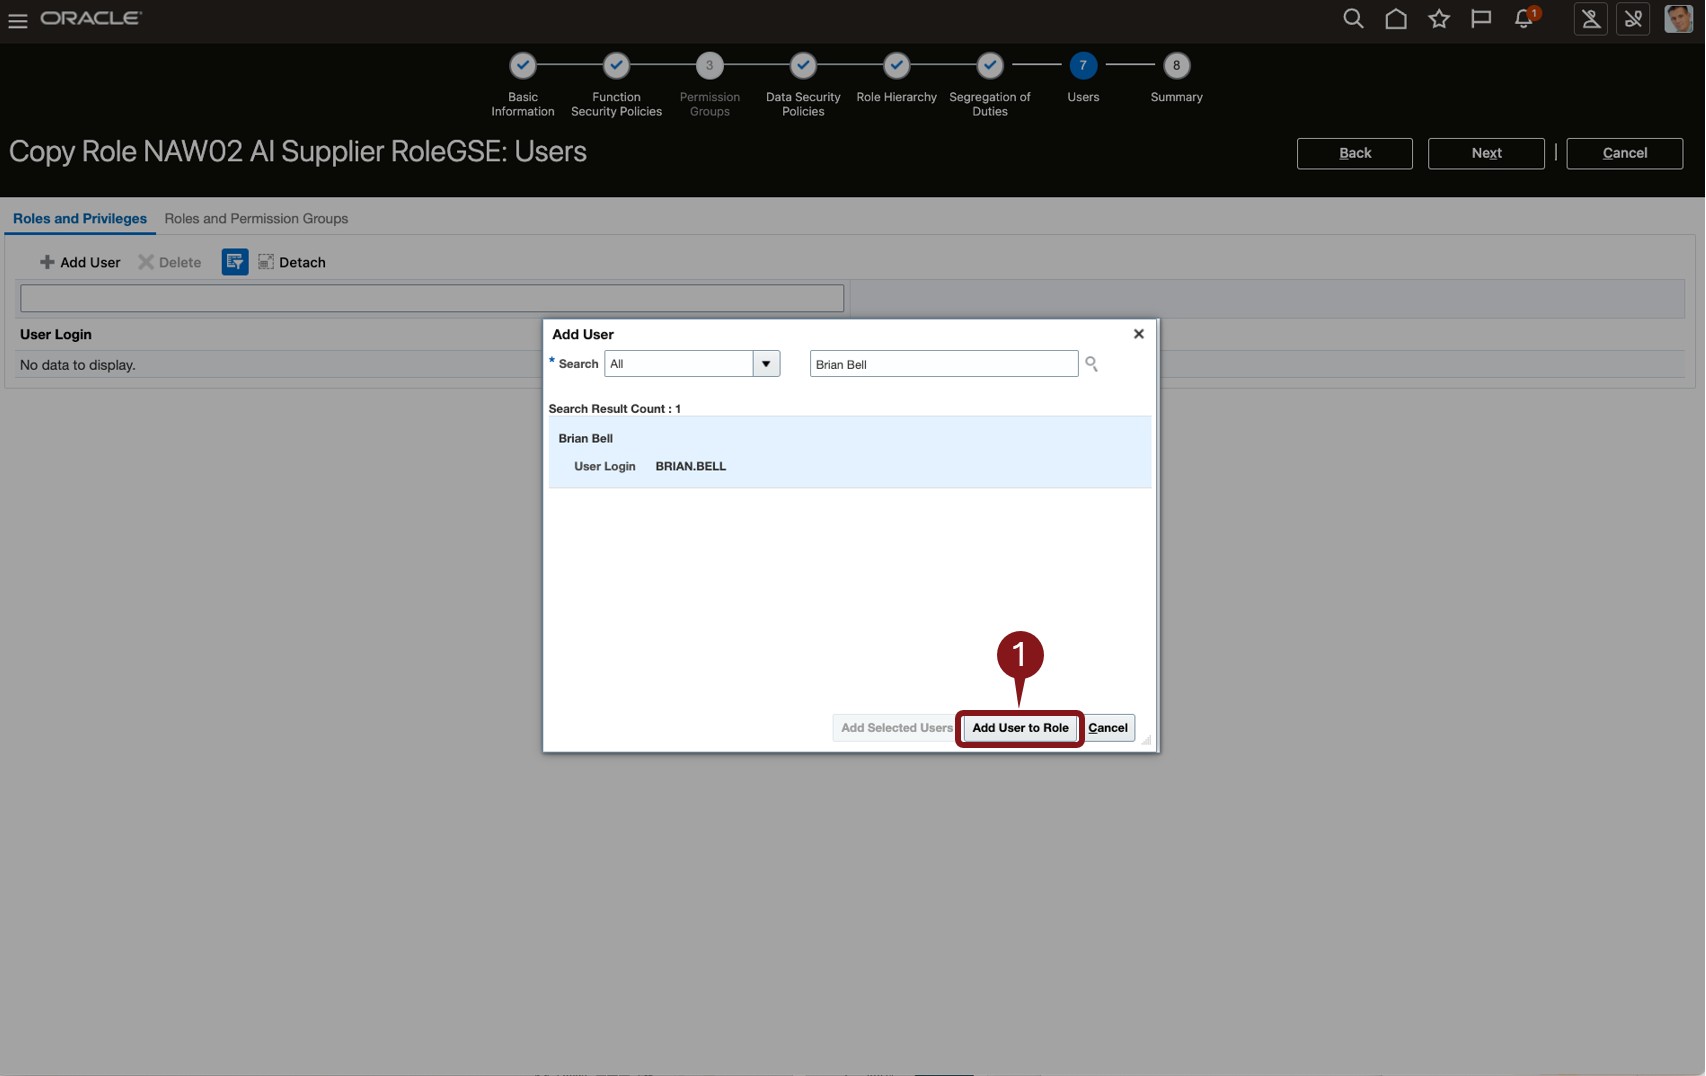 ORACLE
1
3
7
8
Basic Information
Function Security Policies
Permission Groups
Data Security Policies
Role Hierarchy
Segregation of Duties
Users
Summary
Copy Role NAW02 AI Supplier RoleGSE: Users
Back
Next
Cancel
Roles and Privileges
Roles and Permission Groups
Add User
Delete
Detach
User Login
No data to display.
Add User
* Search
All
Brian Bell
Search Result Count : 1
Brian Bell
User Login BRIAN.BELL
1
Add Selected Users
Add User to Role
Cancel